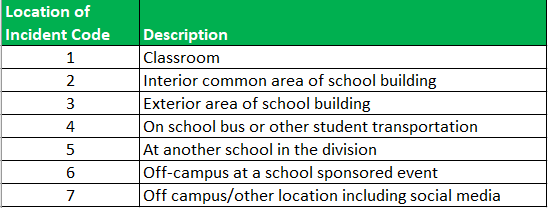 Location of
Incident Code Description
1 Classroom
2 Interior common area of school building
3 Exterior area of school building
4 On school bus or other student transportation
5 At another school in the division
6 Off-campus at a school sponsored event
7 Off campus/other location including social media